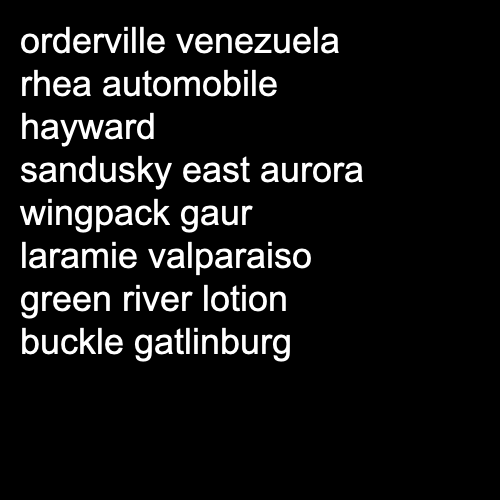 orderville venezuela
rhea automobile
hayward
sandusky east aurora
wingpack gaur
laramie valparaiso
green river lotion
buckle gatlinburg